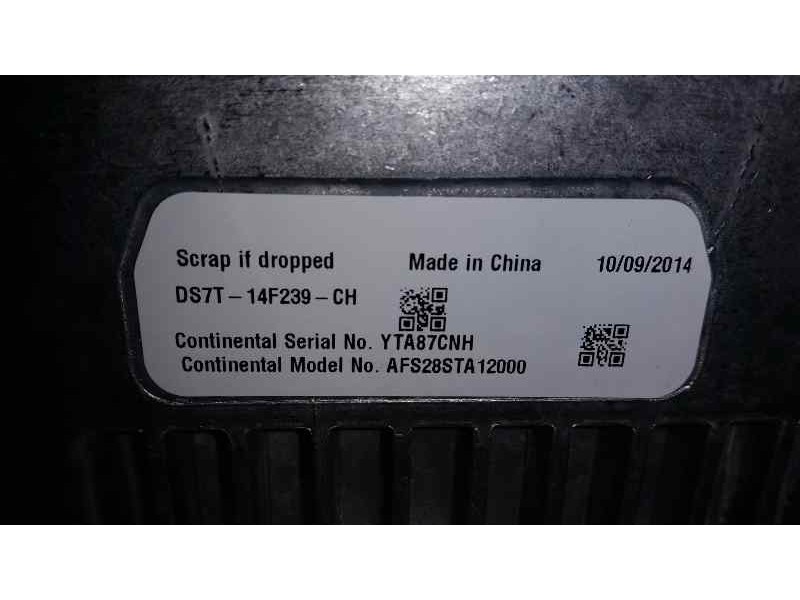 Scrap if dropped Made in China 10/09/2014
DS7T-14F239-CH
Continental Serial No. YTA87CNH
Continental Model No. AFS28STA12000